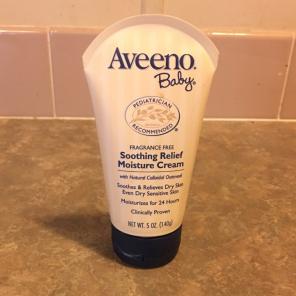 Aveeno®
Baby®
PEDIATRICIAN
RECOMMENDED
FRAGRANCE FREE
Soothing Relief
Moisture Cream
with Natural Colloidal Oatmeal
Soothes & Relieves Dry Skin
Even Dry Sensitive Skin
Moisturizes for 24 Hours
Clinically Proven
NET WT. 5 OZ. (140g)